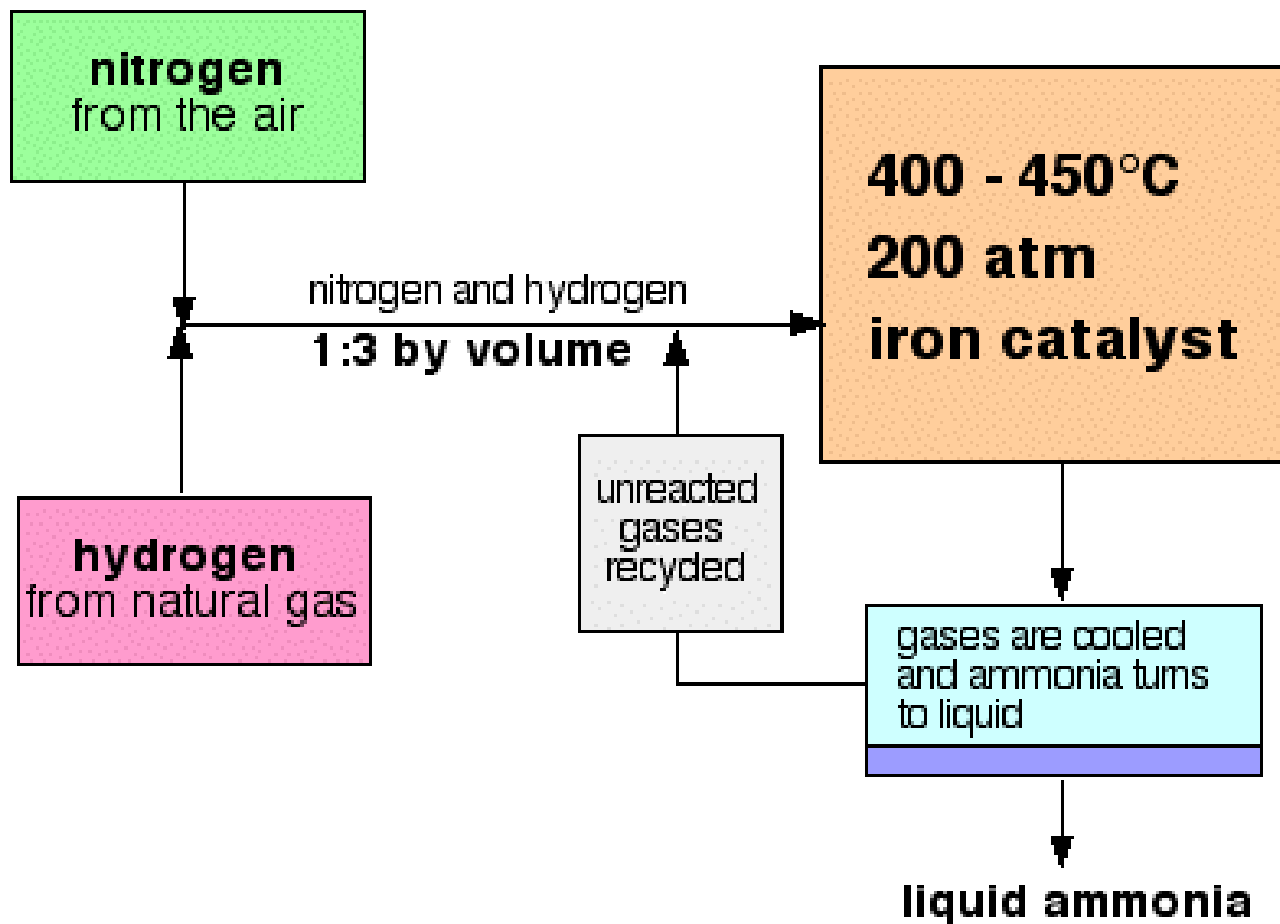 nitrogen
from the air
400 - 450°C
200 atm
iron catalyst
nitrogen and hydrogen
1:3 by volume
unreacted
gases
recycled
hydrogen
from natural gas
gases are cooled
and ammonia turns
to liquid
liquid ammonia